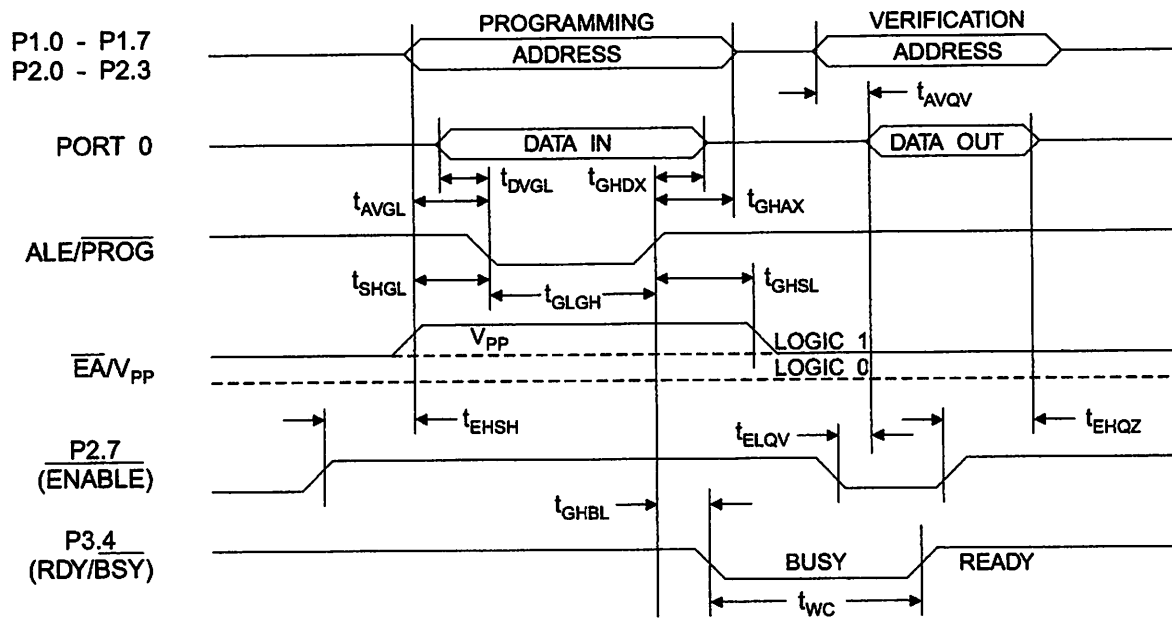 PROGRAMMING
VERIFICATION
P1.0 - P1.7
P2.0 - P2.3
ADDRESS
ADDRESS
tAVQV
PORT 0
DATA IN
DATA OUT
tDVGL
tGHDX
tAVGL
tGHAX
ALE/PROG
tSHGL
tGLGH
tGHSL
VPP
LOGIC 1
EA/VPP
LOGIC 0
tEHSH
tELQV
tEHQZ
P2.7
(ENABLE)
tGHBL
P3.4
(RDY/BSY)
BUSY
READY
tWC